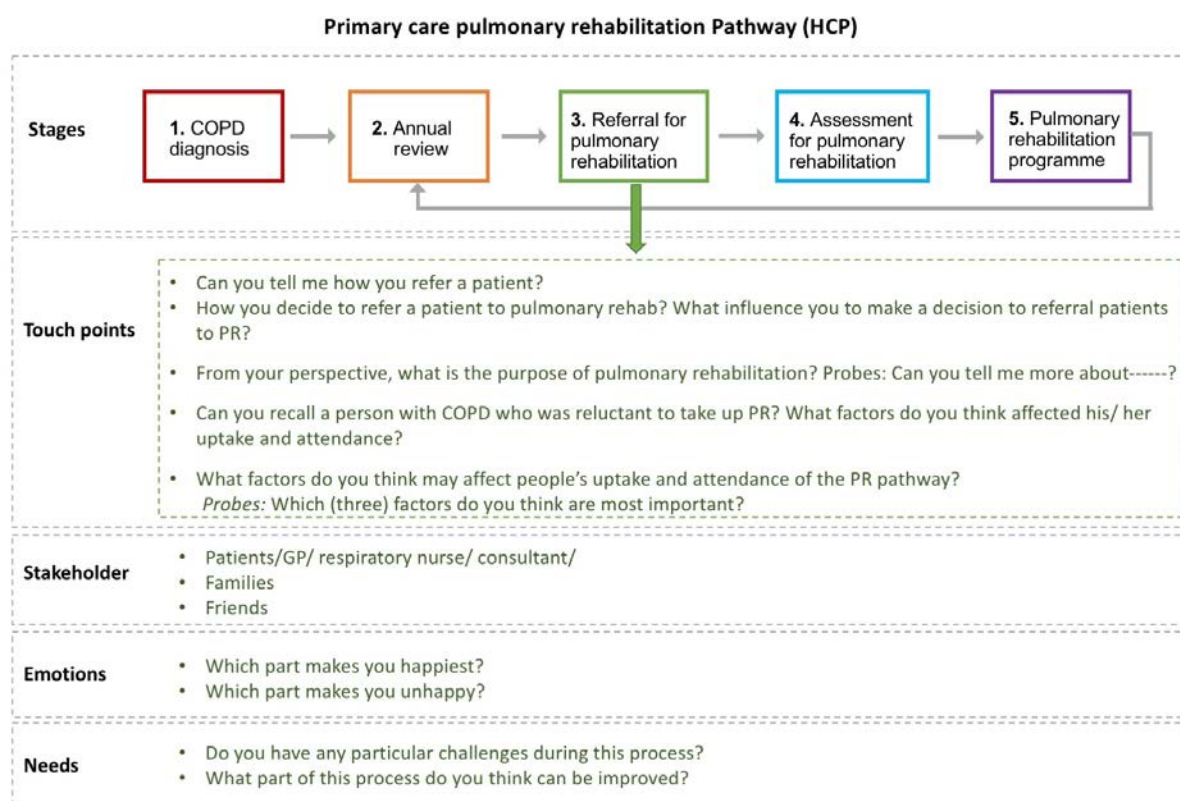 Primary care pulmonary rehabilitation Pathway (HCP)
Stages
1. COPD
diagnosis
2. Annual
review
3. Referral for
pulmonary
rehabilitation
4. Assessment
for pulmonary
rehabilitation
5. Pulmonary
rehabilitation
programme
Touch points
• Can you tell me how you refer a patient?
• How you decide to refer a patient to pulmonary rehab? What influence you to make a decision to referral patients
to PR?
• From your perspective, what is the purpose of pulmonary rehabilitation? Probes: Can you tell me more about------?
• Can you recall a person with COPD who was reluctant to take up PR? What factors do you think affected his/ her
uptake and attendance?
• What factors do you think may affect people’s uptake and attendance of the PR pathway?
Probes: Which (three) factors do you think are most important?
Stakeholder
• Patients/GP/ respiratory nurse/ consultant/
• Families
• Friends
Emotions
• Which part makes you happiest?
• Which part makes you unhappy?
Needs
• Do you have any particular challenges during this process?
• What part of this process do you think can be improved?